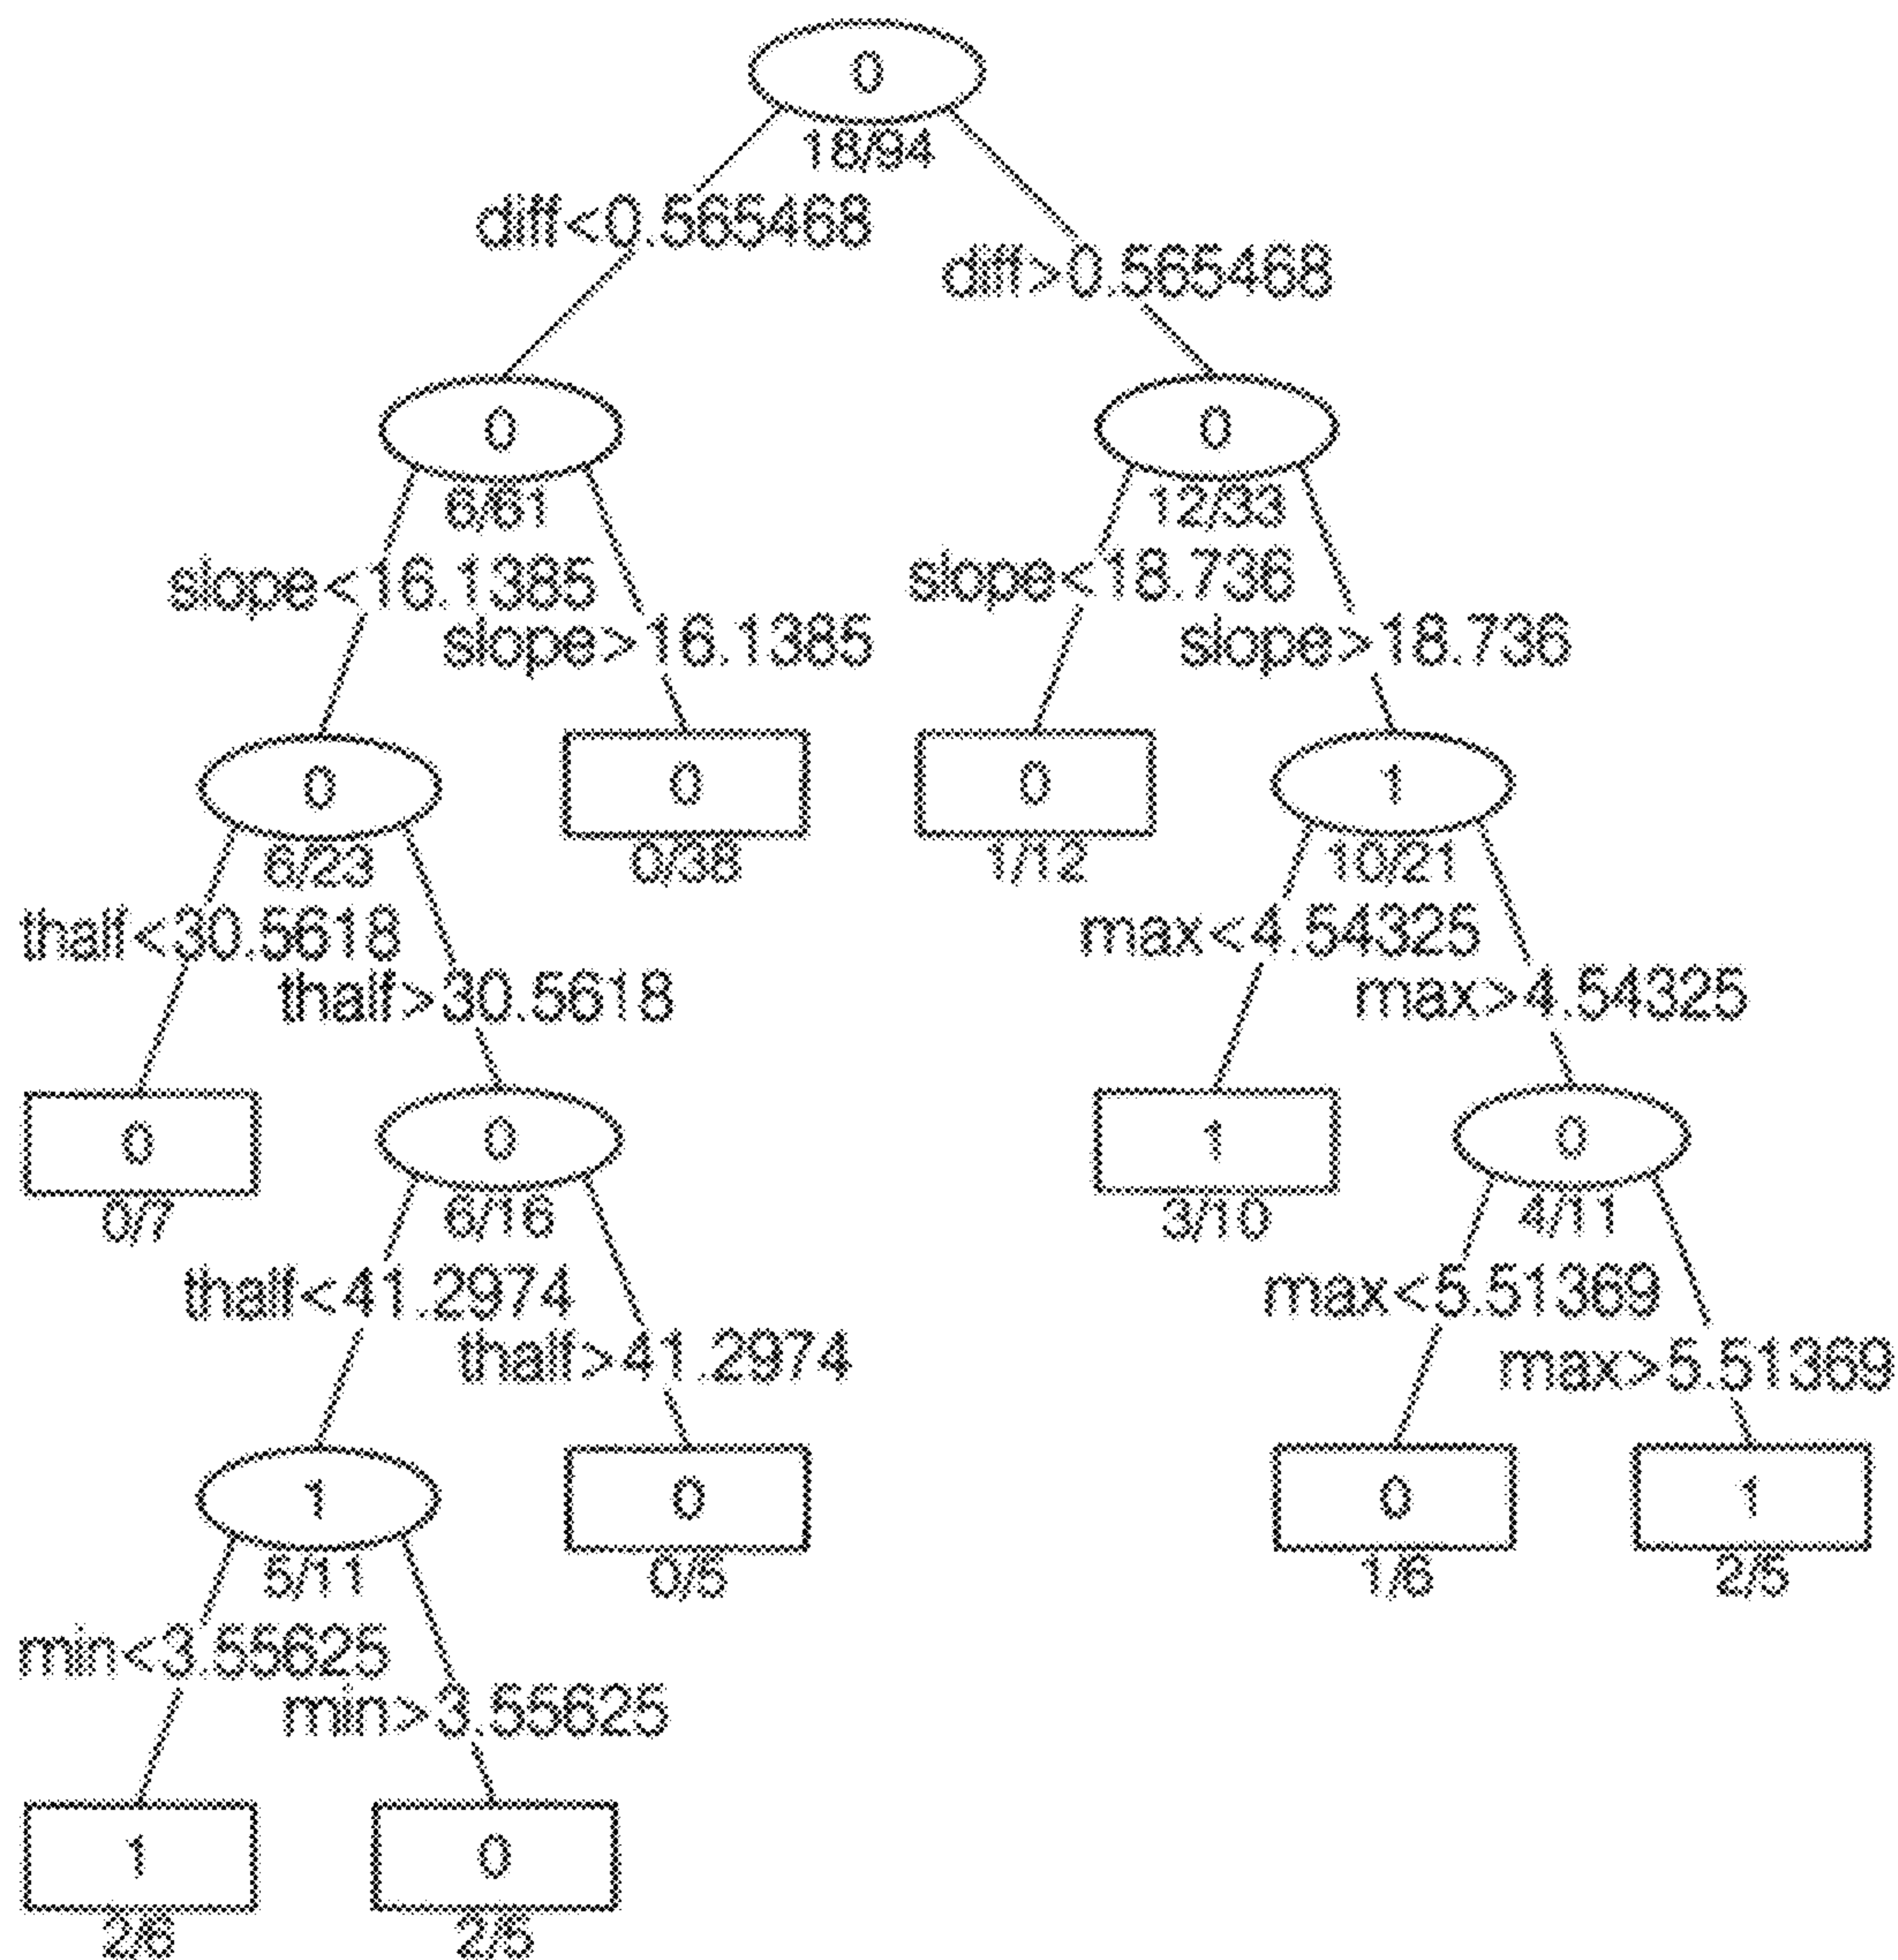 0
18/94
diff<0.565468
diff>0.565468
0
0
6/61
12/33
slope<16.1385
slope>16.1385
slope<18.736
slope>18.736
0
0
0
1
6/23
0/38
1/12
10/21
thalf<30.5618
thalf>30.5618
max<4.54325
max>4.54325
0
0
1
0
0/7
6/16
3/10
4/11
thalf<41.2974
thalf>41.2974
max<5.51369
max>5.51369
1
0
0
1
5/11
0/5
1/6
2/5
min<3.55625
min>3.55625
1
0
2/6
2/5